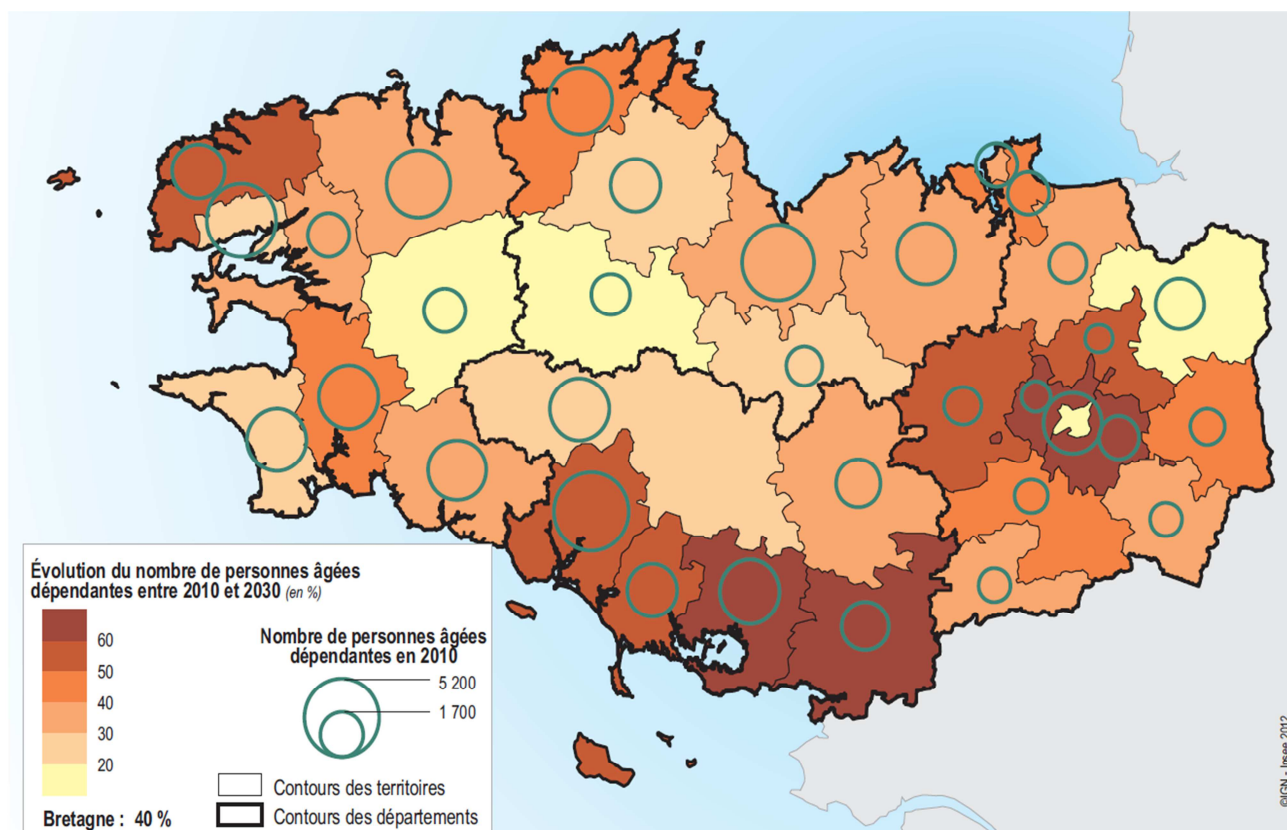 Évolution du nombre de personnes âgées
dépendantes entre 2010 et 2030 (en %)
60
50
40
30
20
Bretagne : 40 %
Nombre de personnes âgées
dépendantes en 2010
5 200
1 700
Contours des territoires
Contours des départements
©IGN - Insee 2012